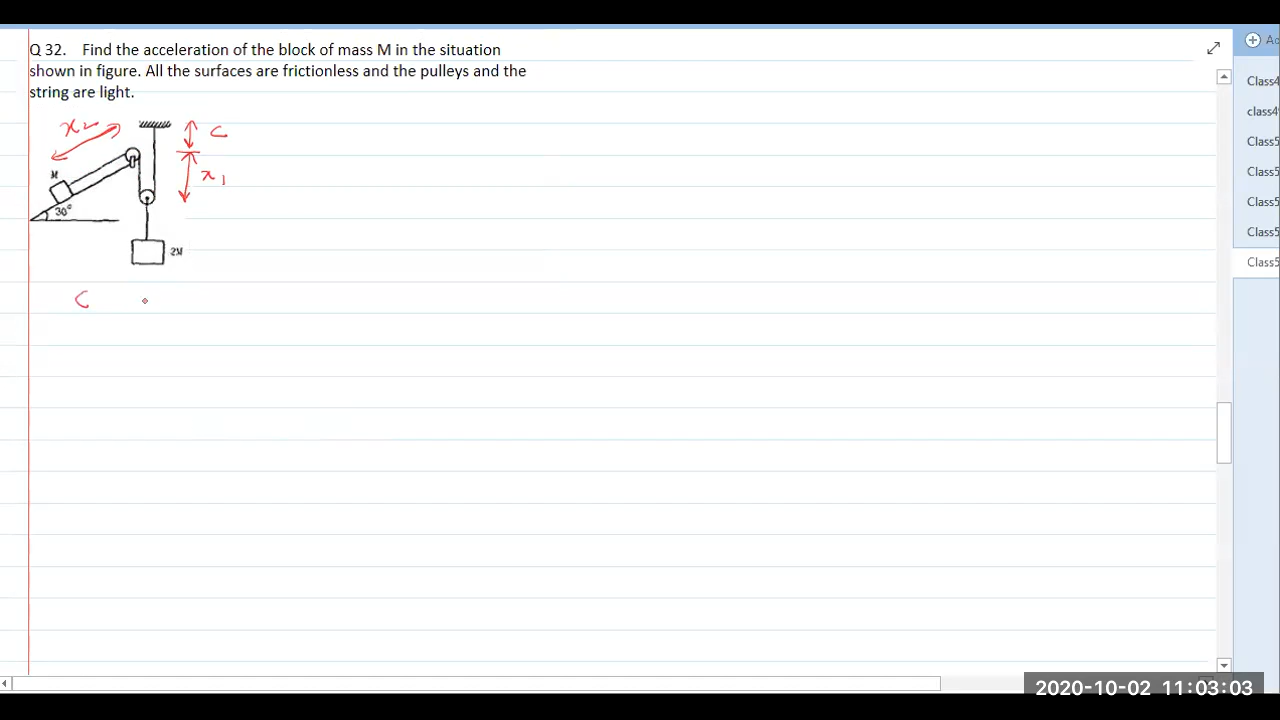 Q 32. Find the acceleration of the block of mass M in the situation
shown in figure. All the surfaces are frictionless and the pulleys and the
string are light.
x2
C
x1
M
30°
2M
C
Ad
Class4
class4
Class5
Class5
Class5
Class5
Class5
2020-10-02 11:03:03